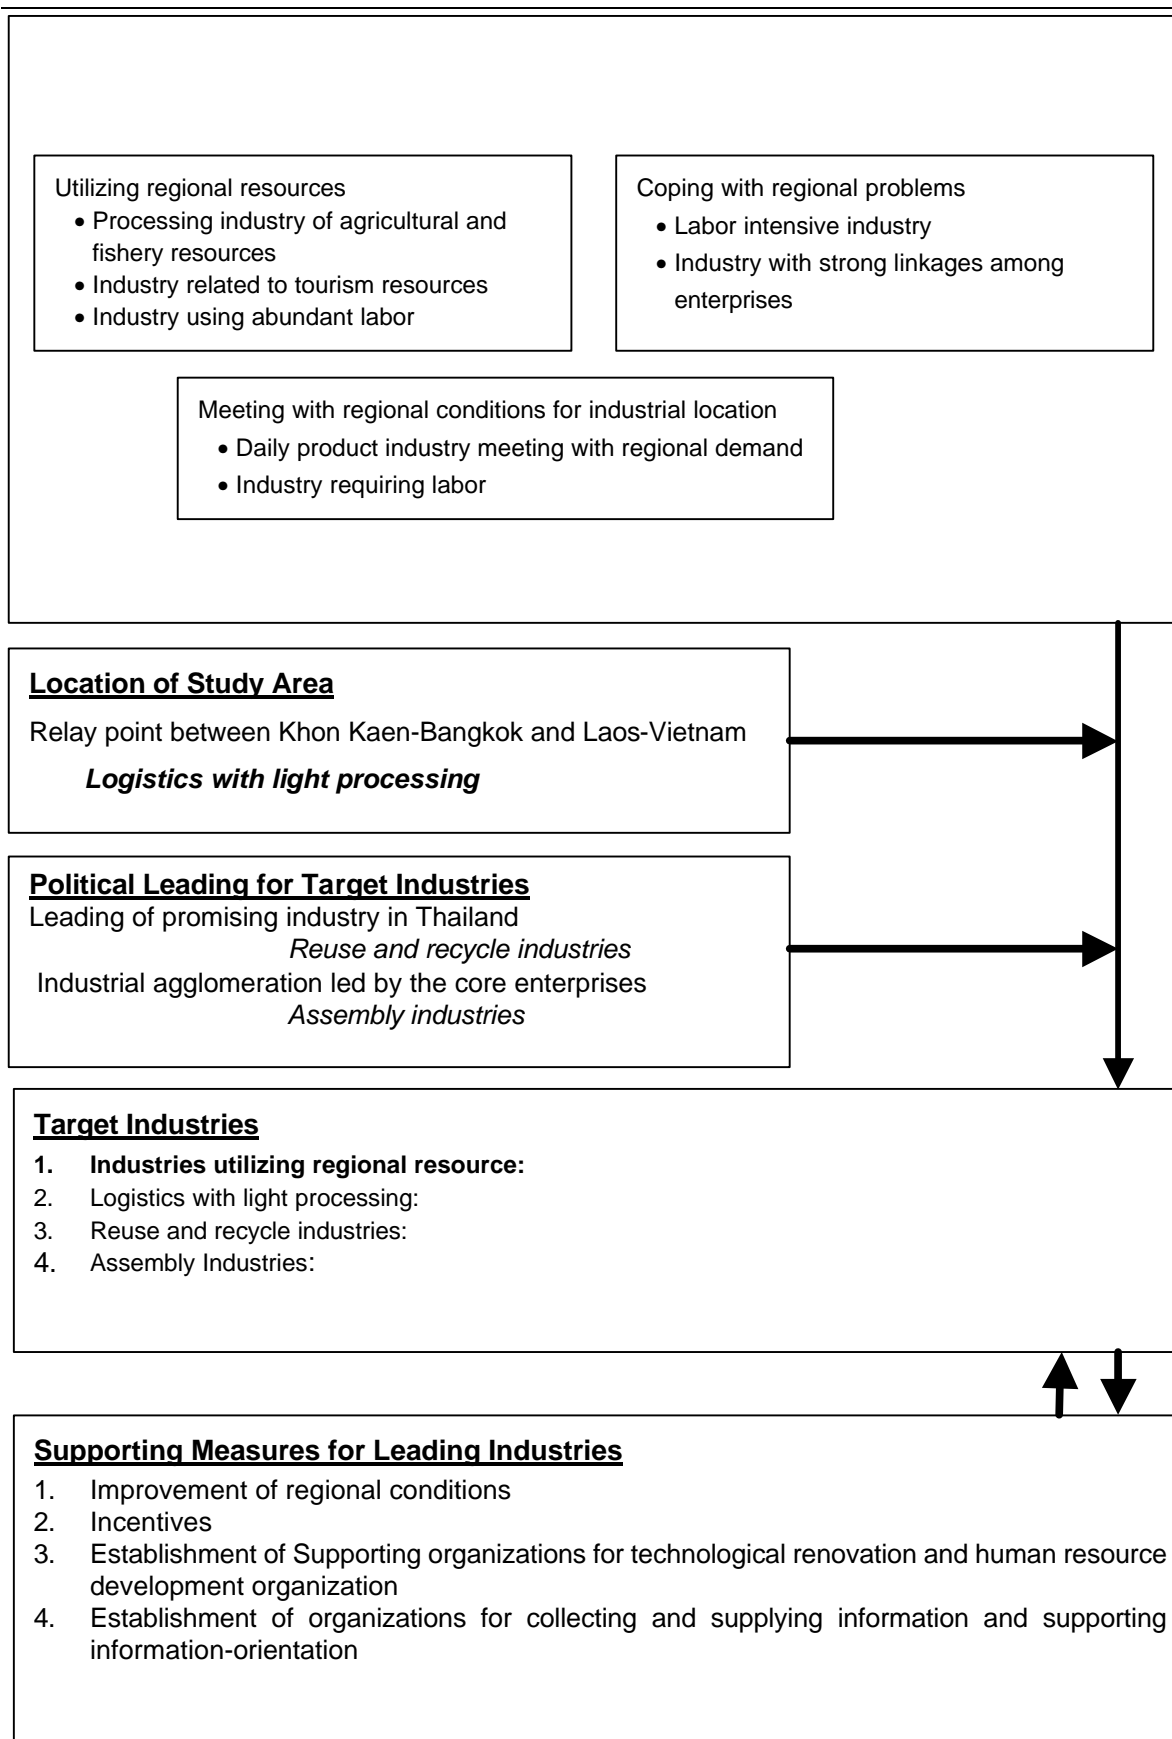 Utilizing regional resources
• Processing industry of agricultural and
fishery resources
• Industry related to tourism resources
• Industry using abundant labor
Coping with regional problems
• Labor intensive industry
• Industry with strong linkages among
enterprises
Meeting with regional conditions for industrial location
• Daily product industry meeting with regional demand
• Industry requiring labor
Location of Study Area
Relay point between Khon Kaen-Bangkok and Laos-Vietnam
Logistics with light processing
Political Leading for Target Industries
Leading of promising industry in Thailand
Reuse and recycle industries
Industrial agglomeration led by the core enterprises
Assembly industries
Target Industries
1. Industries utilizing regional resource:
2. Logistics with light processing:
3. Reuse and recycle industries:
4. Assembly Industries:
Supporting Measures for Leading Industries
1. Improvement of regional conditions
2. Incentives
3. Establishment of Supporting organizations for technological renovation and human resource
development organization
4. Establishment of organizations for collecting and supplying information and supporting
information-orientation